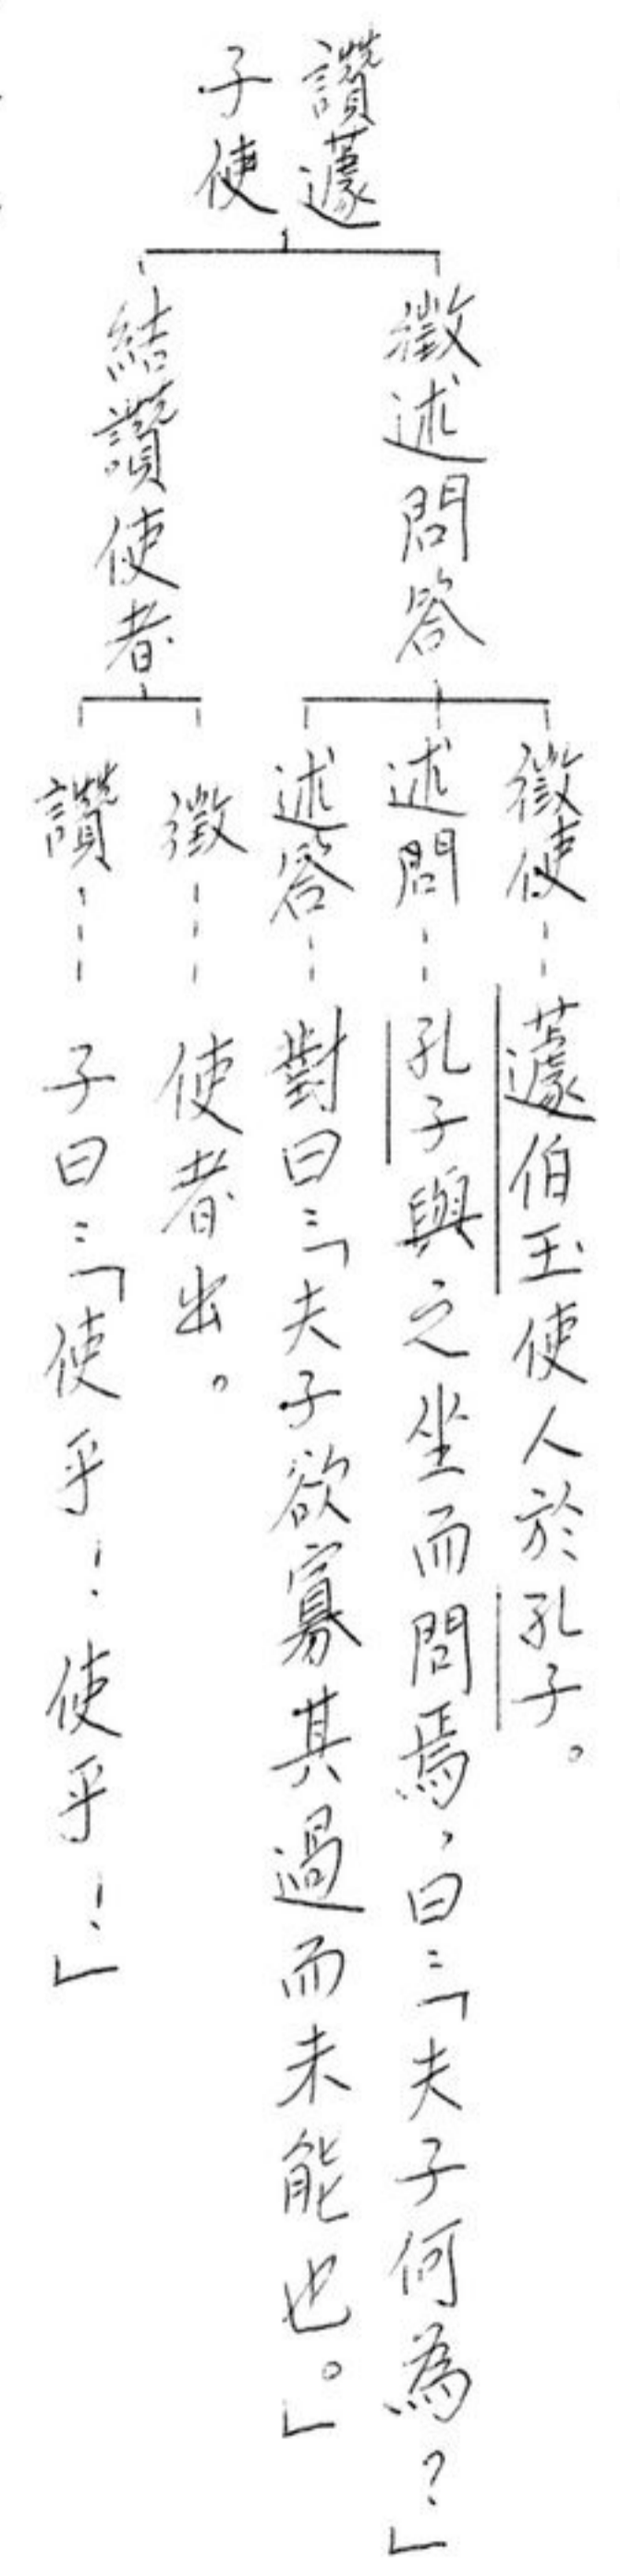 讚蘧
子使
徵述問答
結讚使者
徵使
述問
述答
徵
讚
蘧伯玉使人於孔子。
孔子與之坐而問焉,曰:「夫子何為?」
對曰:「夫子欲寡其過而未能也。」
使者出。
子曰:「使乎!使乎!」